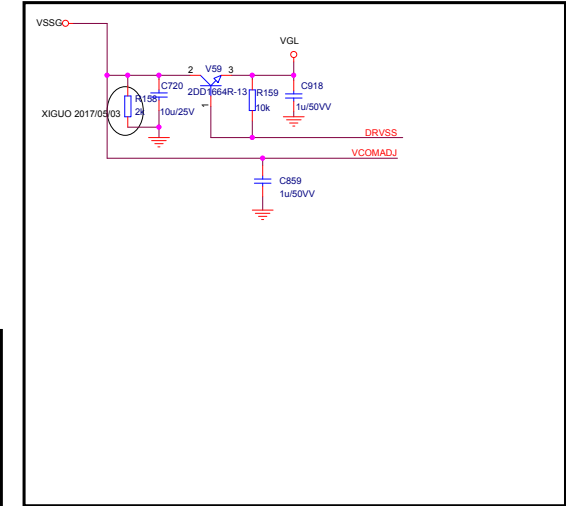 VSSG
VGL
2
V59
3
C720
2DD1664R-13
C918
R158
R159
XIGUO 2017/05/03
2k
10u/25V
1
10k
1u/50VV
DRVSS
VCOMADJ
C859
1u/50VV